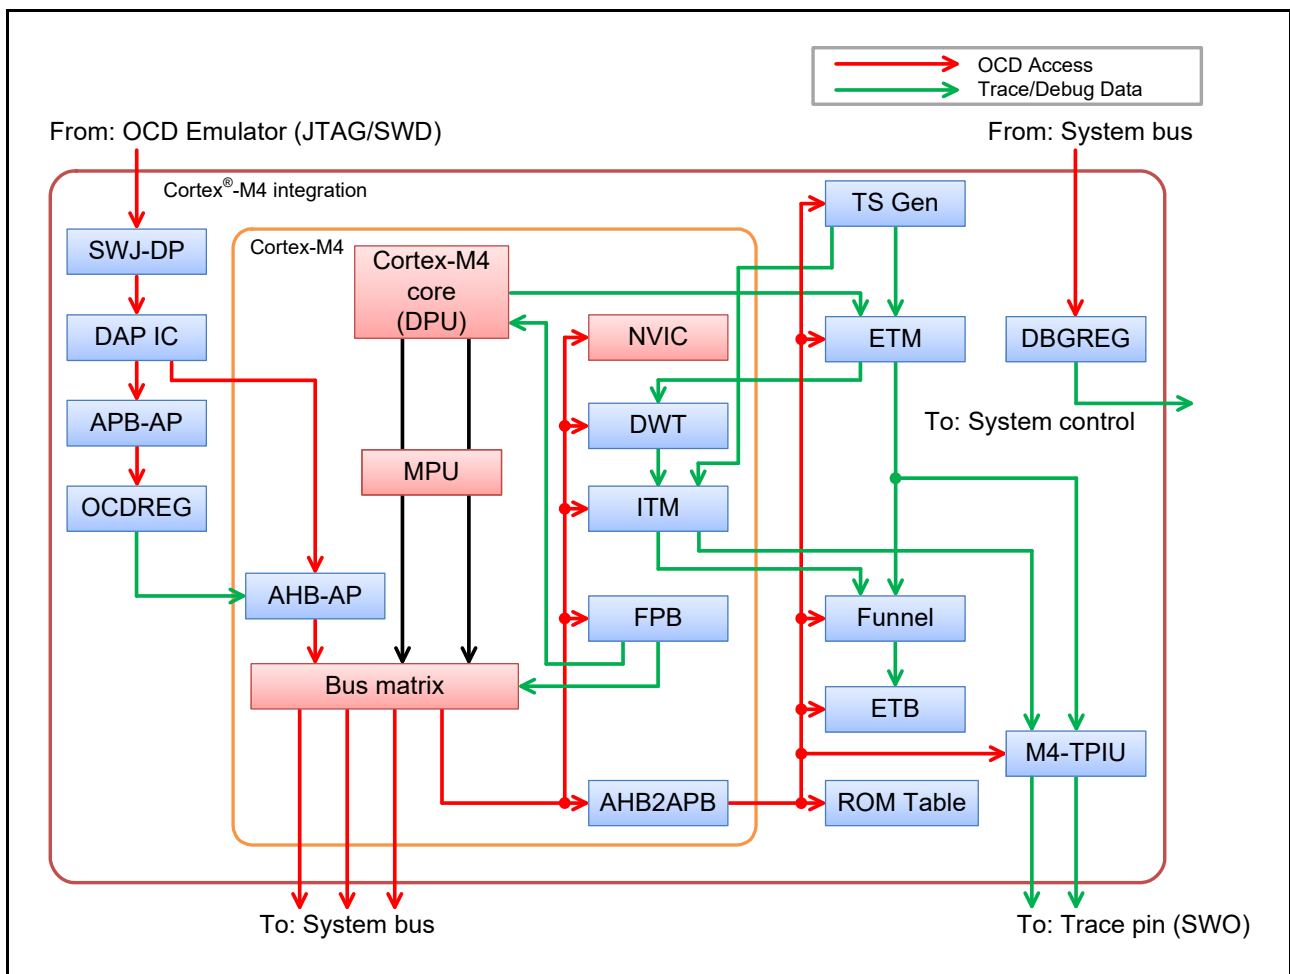 OCD Access
Trace/Debug Data
From: OCD Emulator (JTAG/SWD)
From: System bus
Cortex®-M4 integration
TS Gen
SWJ-DP
Cortex-M4
Cortex-M4
core
(DPU)
DAP IC
NVIC
ETM
DBGREG
APB-AP
DWT
To: System control
MPU
OCDREG
ITM
AHB-AP
FPB
Funnel
Bus matrix
ETB
M4-TPIU
AHB2APB
ROM Table
To: System bus
To: Trace pin (SWO)